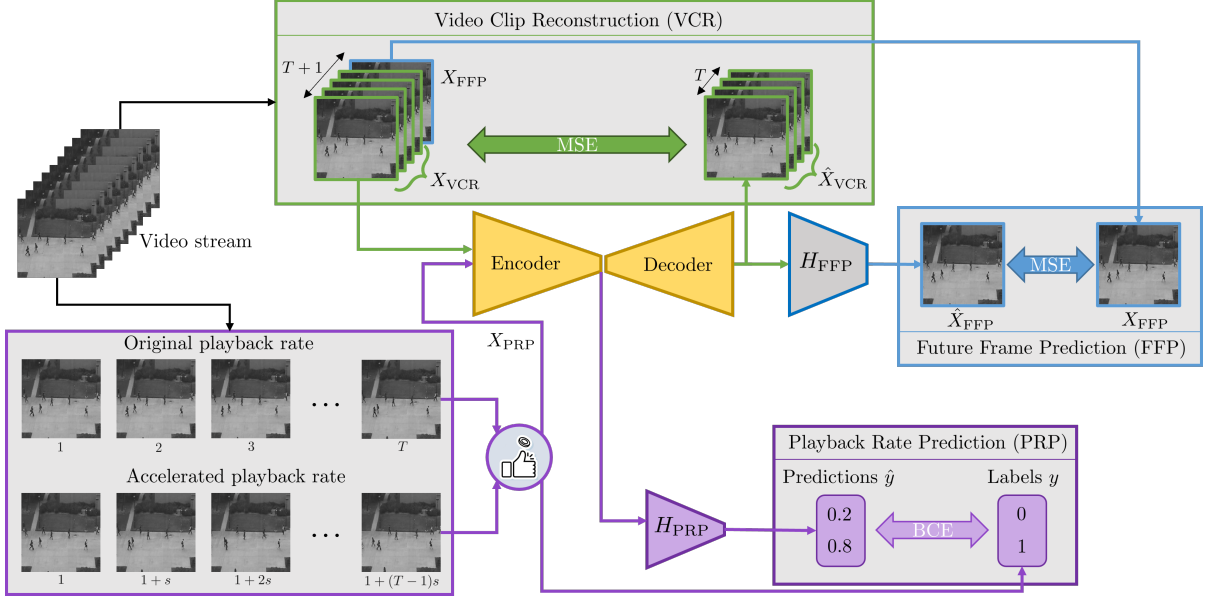 Video Clip Reconstruction (VCR)
T + 1
X_FFP
T
MSE
X_VCR
X̂_VCR
Video stream
Encoder
Decoder
H_FFP
MSE
X̂_FFP
X_FFP
Future Frame Prediction (FFP)
Original playback rate
X_PRP
1
2
3
...
T
Accelerated playback rate
1
1+s
1+2s
...
1+(T−1)s
Playback Rate Prediction (PRP)
Predictions ŷ
Labels y
H_PRP
0.2
0.8
BCE
0
1